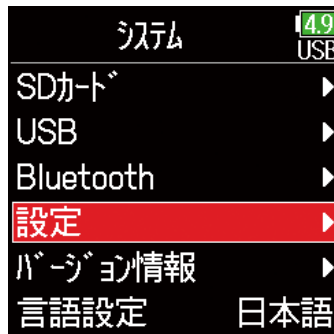 システム
4.9
USB
SDカード
USB
Bluetooth
設定
バージョン情報
言語設定 日本語